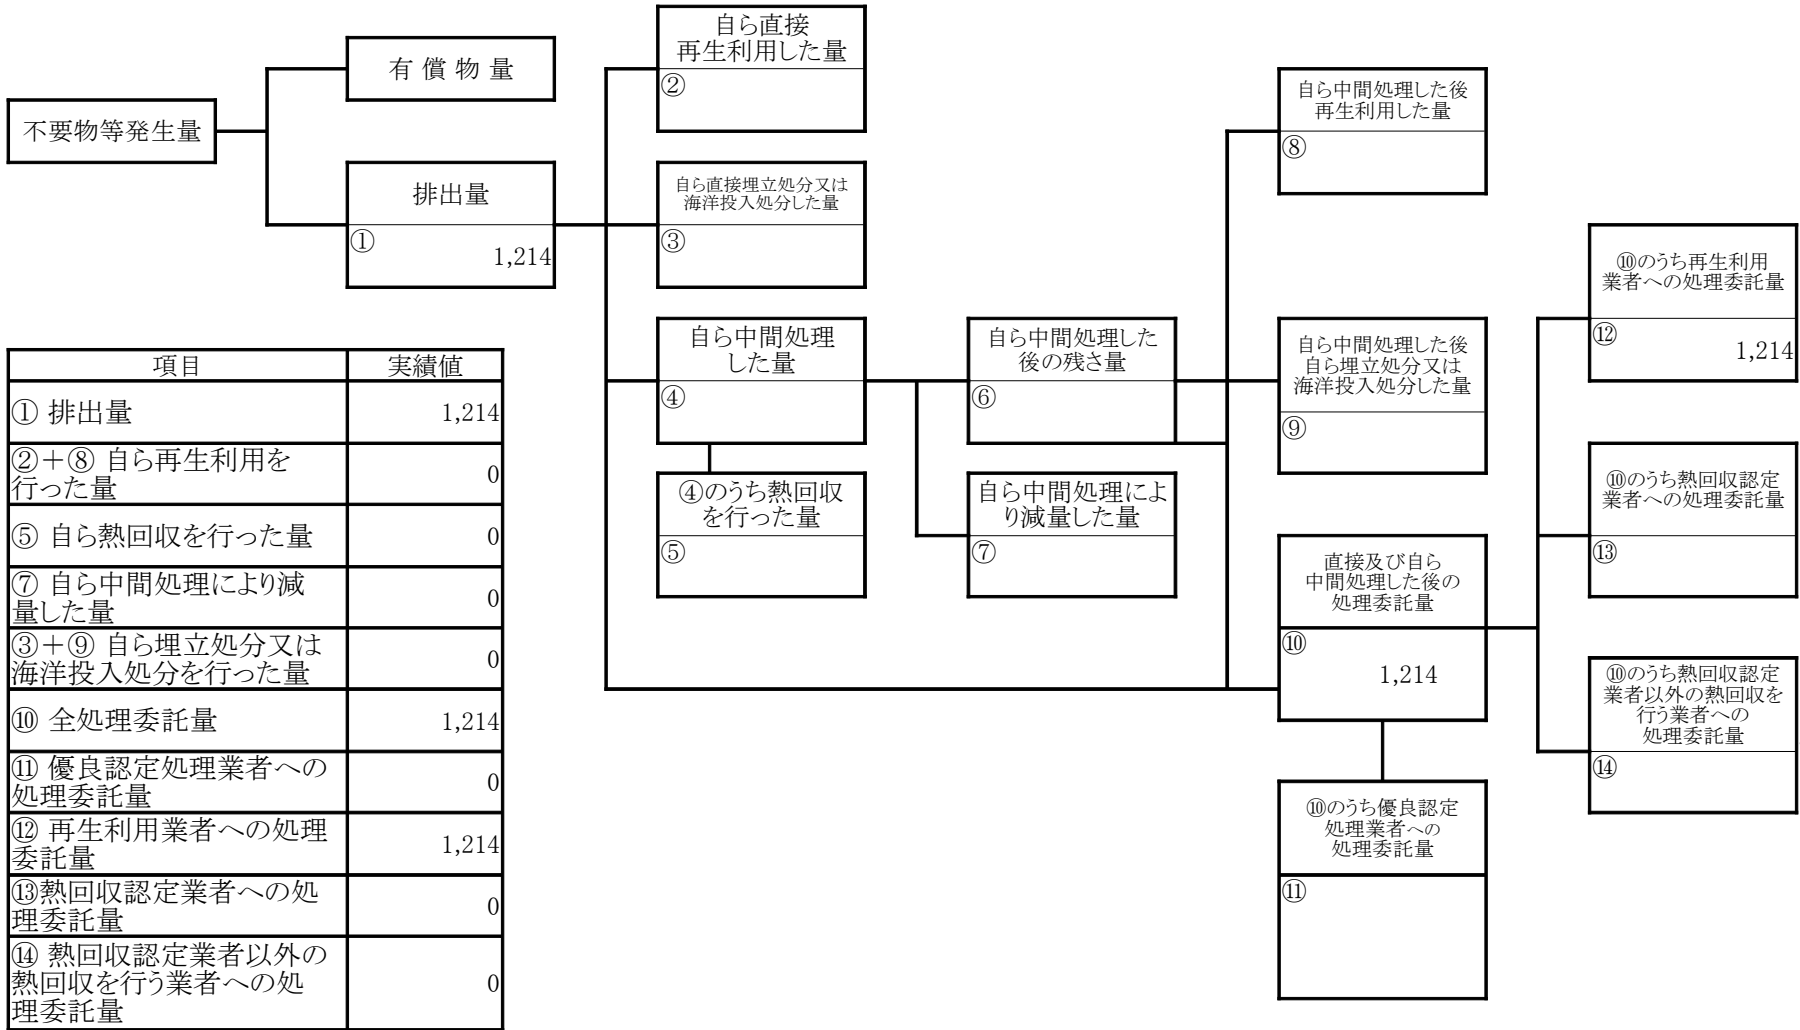 不要物等発生量
有 償 物 量
排出量
①
1,214
自ら直接
再生利用した量
②
自ら直接埋立処分又は
海洋投入処分した量
③
自ら中間処理
した量
④
④のうち熱回収
を行った量
⑤
自ら中間処理した
後の残さ量
⑥
自ら中間処理によ
り減量した量
⑦
自ら中間処理した後
再生利用した量
⑧
自ら中間処理した後
自ら埋立処分又は
海洋投入処分した量
⑨
直接及び自ら
中間処理した後の
処理委託量
⑩
1,214
⑩のうち優良認定
処理業者への
処理委託量
⑪
⑩のうち再生利用
業者への処理委託量
⑫
1,214
⑩のうち熱回収認定
業者への処理委託量
⑬
⑩のうち熱回収認定
業者以外の熱回収を
行う業者への
処理委託量
⑭
項目 実績値
① 排出量 1,214
②＋⑧ 自ら再生利用を
行った量 0
⑤ 自ら熱回収を行った量 0
⑦ 自ら中間処理により減
量した量 0
③＋⑨ 自ら埋立処分又は
海洋投入処分を行った量 0
⑩ 全処理委託量 1,214
⑪ 優良認定処理業者への
処理委託量 0
⑫ 再生利用業者への処理
委託量 1,214
⑬熱回収認定業者への処
理委託量 0
⑭ 熱回収認定業者以外の
熱回収を行う業者への処
理委託量 0